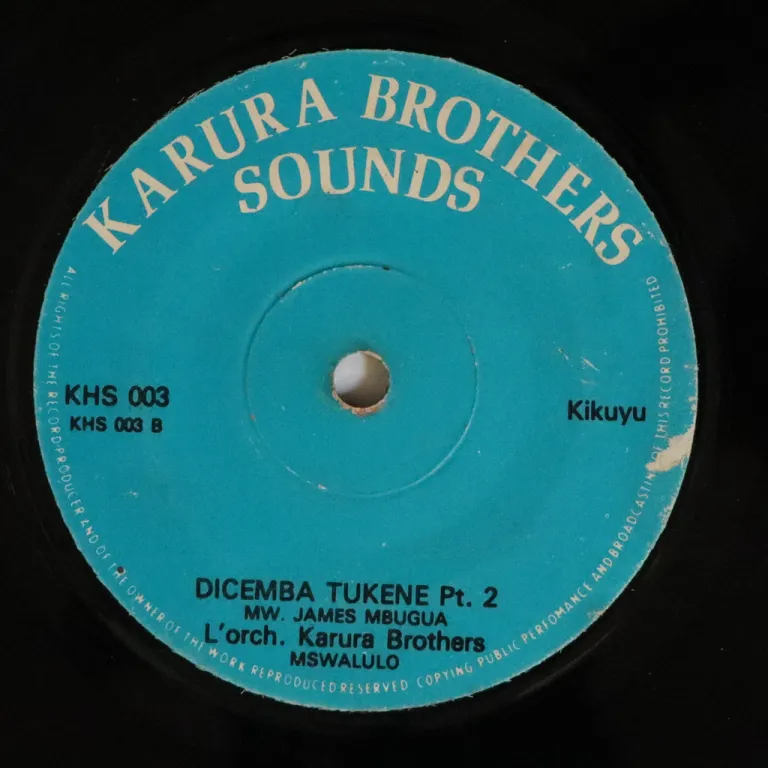 KARURA BROTHERS
SOUNDS
KHS 003
KHS 003 B
Kikuyu
DICEMBA TUKENE Pt. 2
MW. JAMES MBUGUA
L'orch. Karura Brothers
MSWALULO
ALL RIGHTS OF THE RECORD PRODUCER AND OF THE OWNER OF THE WORK REPRODUCED RESERVED COPYING PUBLIC PERFOMANCE AND BROADCASTING OF THIS RECORD PROHIBITED